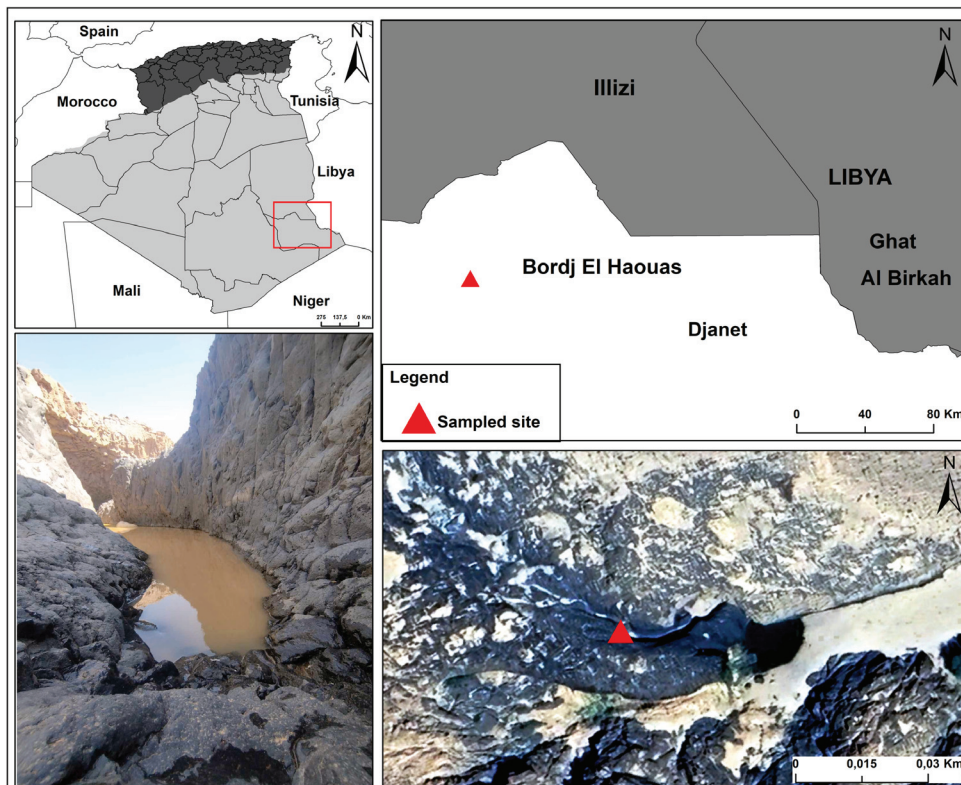 Spain
N
Morocco
Tunisia
Libya
Mali
Niger
275 137,5 0 Km
N
Illizi
LIBYA
Ghat
Al Birkah
Bordj El Haouas
Djanet
Legend
Sampled site
0 40 80 Km
N
0 0,015 0,03 Km